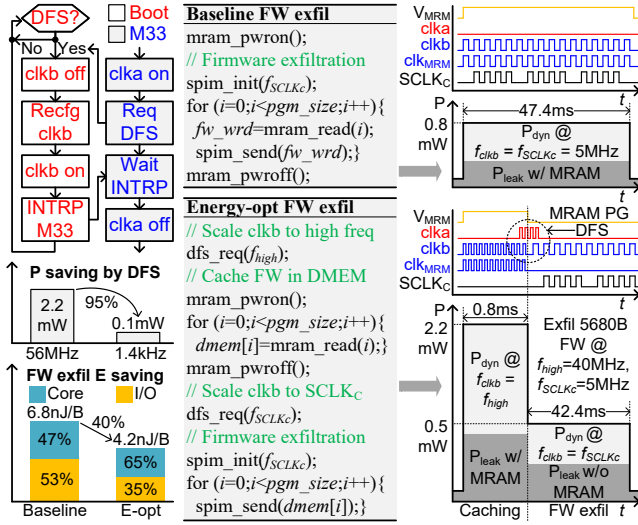 DFS?
Boot
M33
No
Yes
clkb off
clka on
Recfg
clkb
Req
DFS
clkb on
Wait
INTRP
INTRP
M33
clka off
P saving by DFS
2.2
mW
95%
0.1mW
56MHz
1.4kHz
FW exfil E saving
Core
I/O
6.8nJ/B
40%
4.2nJ/B
47%
65%
53%
35%
Baseline
E-opt
Baseline FW exfil
mram_pwron();
// Firmware exfiltration
spim_init(fSCLKc);
for (i=0;i<pgm_size;i++){
fw_wrd=mram_read(i);
spim_send(fw_wrd);}
mram_pwroff();
Energy-opt FW exfil
// Scale clkb to high freq
dfs_req(fhigh);
// Cache FW in DMEM
mram_pwron();
for (i=0;i<pgm_size;i++){
dmem[i]=mram_read(i);}
mram_pwroff();
// Scale clkb to SCLKC
dfs_req(fSCLKc);
// Firmware exfiltration
spim_init(fSCLKc);
for (i=0;i<pgm_size;i++){
spim_send(dmem[i]);}
VMRM
clka
clkb
clkMRM
SCLKC
t
P
47.4ms
0.8
mW
Pdyn @
fclkb = fSCLKc = 5MHz
Pleak w/ MRAM
t
VMRM
MRAM PG
clka
DFS
clkb
clkMRM
SCLKC
t
P
0.8ms
2.2
mW
Exfil 5680B
FW @
fhigh=40MHz,
fSCLKc=5MHz
Pdyn @
fclkb =
fhigh
42.4ms
0.5
mW
Pdyn @
fclkb = fSCLKc
Pleak w/
MRAM
Pleak w/o
MRAM
t
Caching
FW exfil